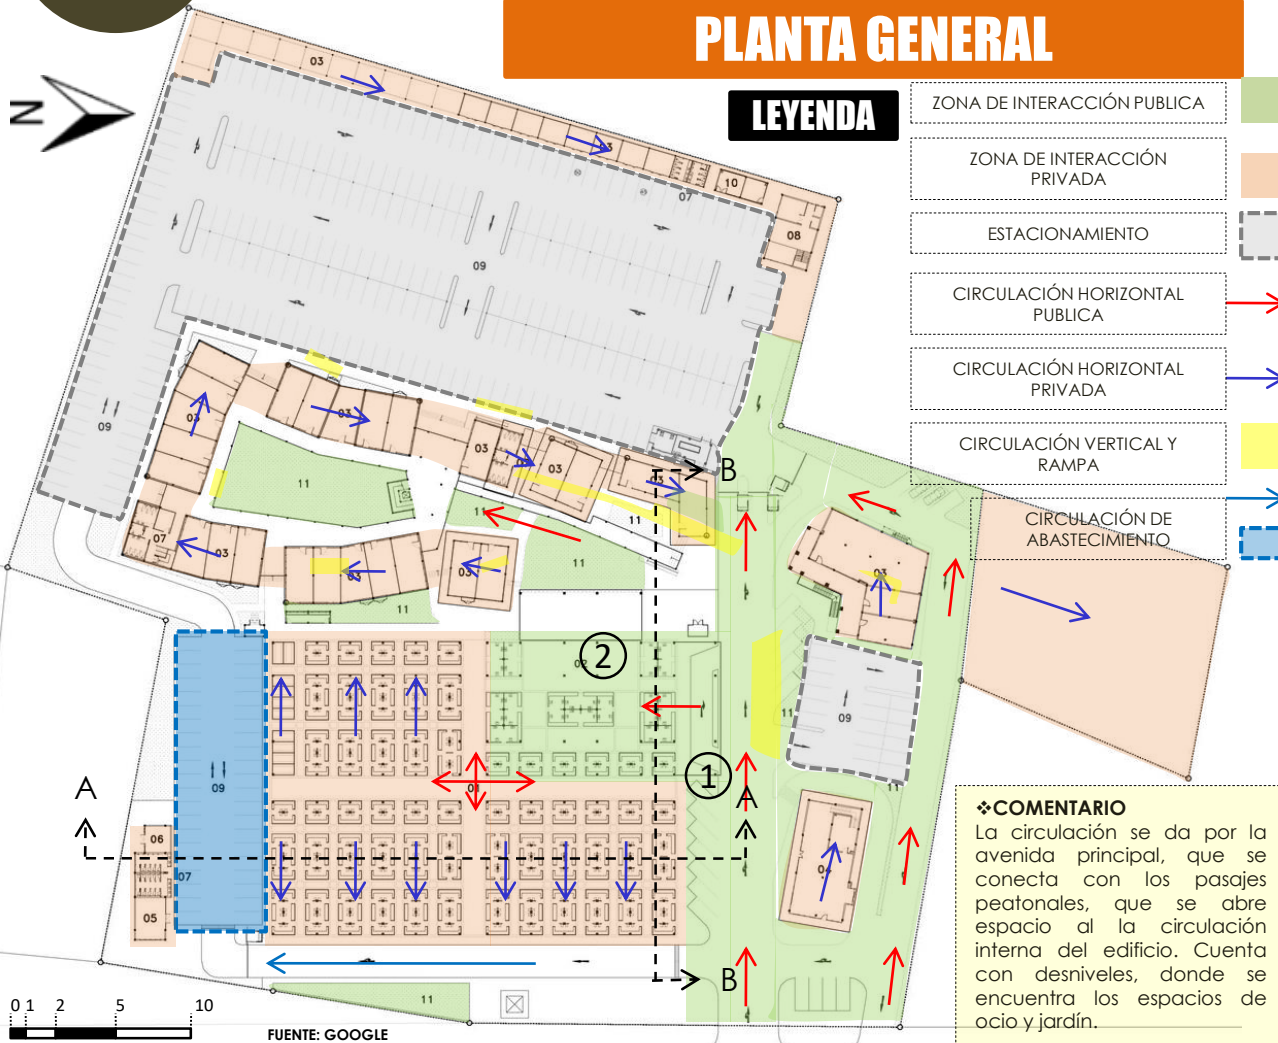 PLANTA GENERAL
LEYENDA
ZONA DE INTERACCIÓN PUBLICA
ZONA DE INTERACCIÓN
PRIVADA
ESTACIONAMIENTO
CIRCULACIÓN HORIZONTAL
PUBLICA
CIRCULACIÓN HORIZONTAL
PRIVADA
CIRCULACIÓN VERTICAL Y
RAMPA
CIRCULACIÓN DE
ABASTECIMIENTO
N
03
03
10
07
08
09
09
03
03
03
03
03
11
11
11
11
07
03
03
03
11
03
B
2
02
11
09
1
01
A
A
09
11
04
06
07
05
B
11
❖COMENTARIO
La circulación se da por la
avenida principal, que se
conecta con los pasajes
peatonales, que se abre
espacio al la circulación
interna del edificio. Cuenta
con desniveles, donde se
encuentra los espacios de
ocio y jardín.
0 1 2 5 10
FUENTE: GOOGLE